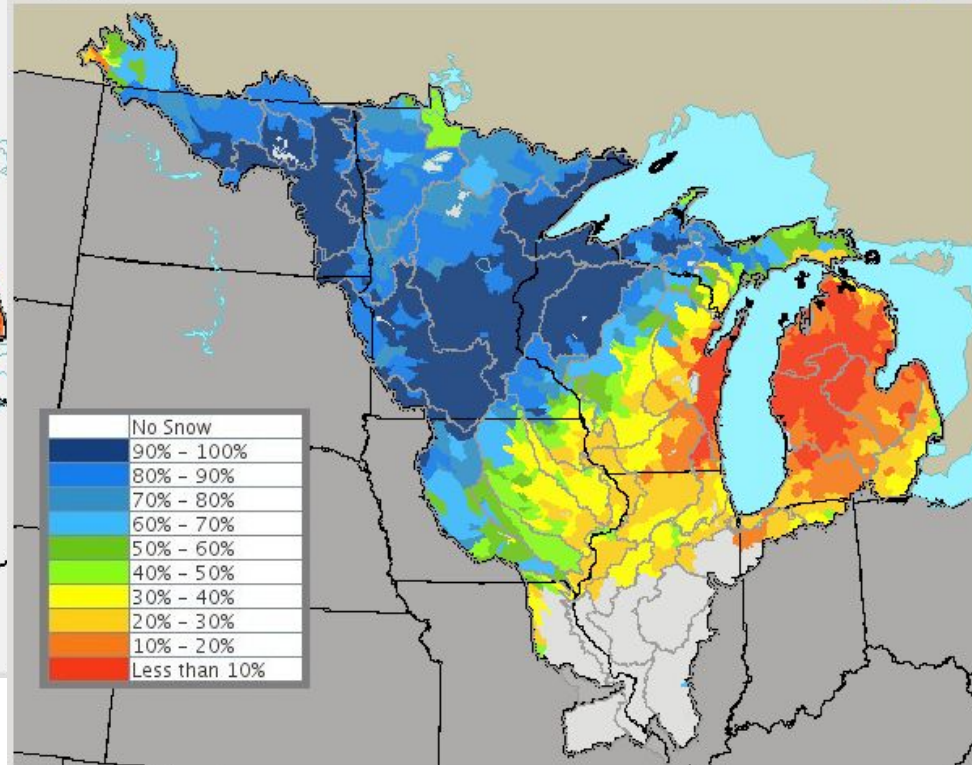 No Snow
90% - 100%
80% - 90%
70% - 80%
60% - 70%
50% - 60%
40% - 50%
30% - 40%
20% - 30%
10% - 20%
Less than 10%